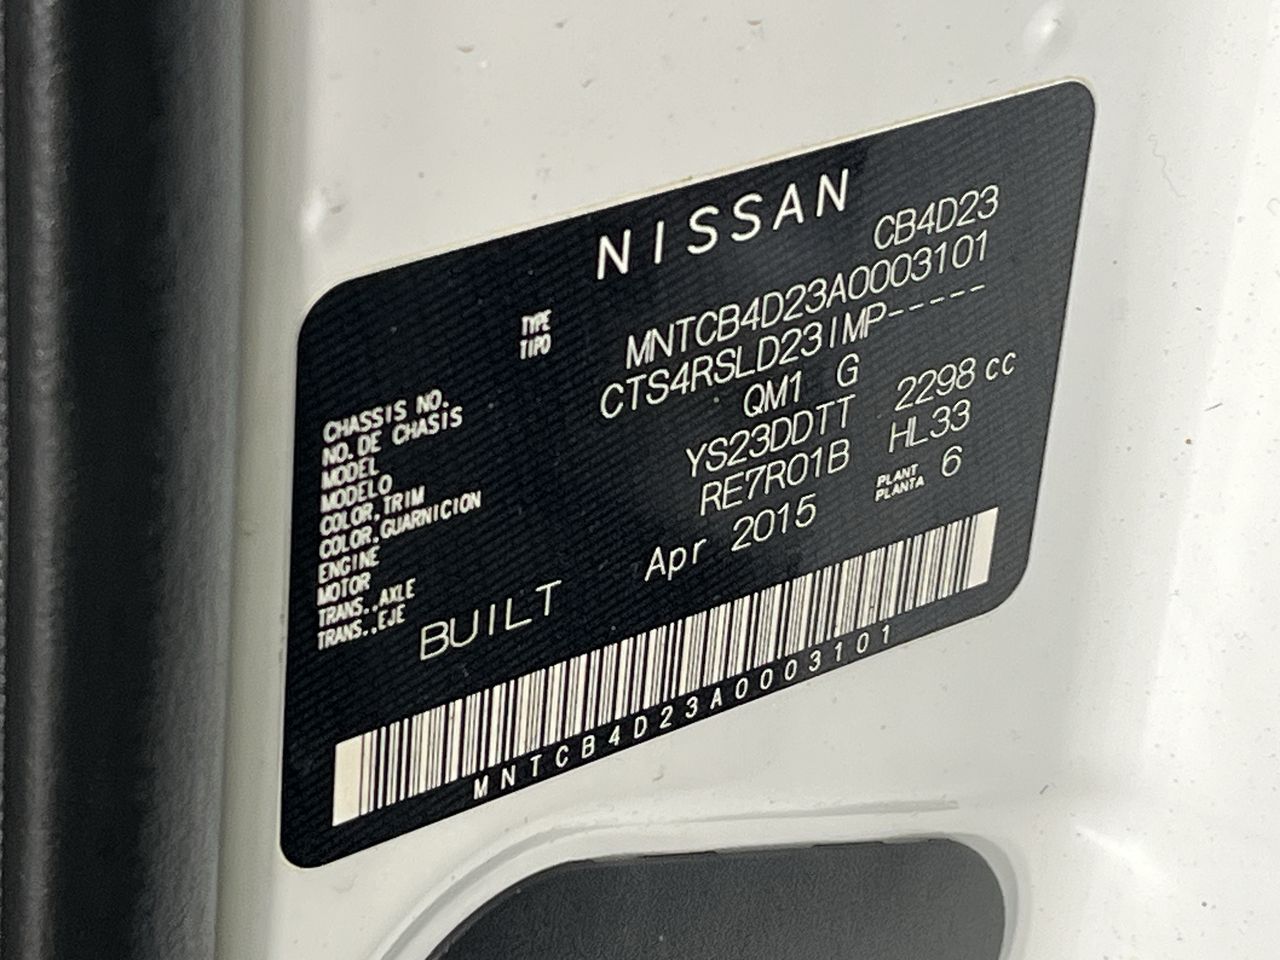 NISSAN
TYPE CB4D23
TIPO
CHASSIS NO. MNTCB4D23A0003101
NO. DE CHASIS
MODEL CTS4RSLD23IMP-----
MODELO
COLOR,TRIM QM1 G
COLOR,GUARNICION
ENGINE YS23DDTT 2298 cc
MOTOR
TRANS.,AXLE RE7R01B HL33
TRANS.,EJE
BUILT Apr 2015 PLANT 6
PLANTA
MNTCB4D23A0003101